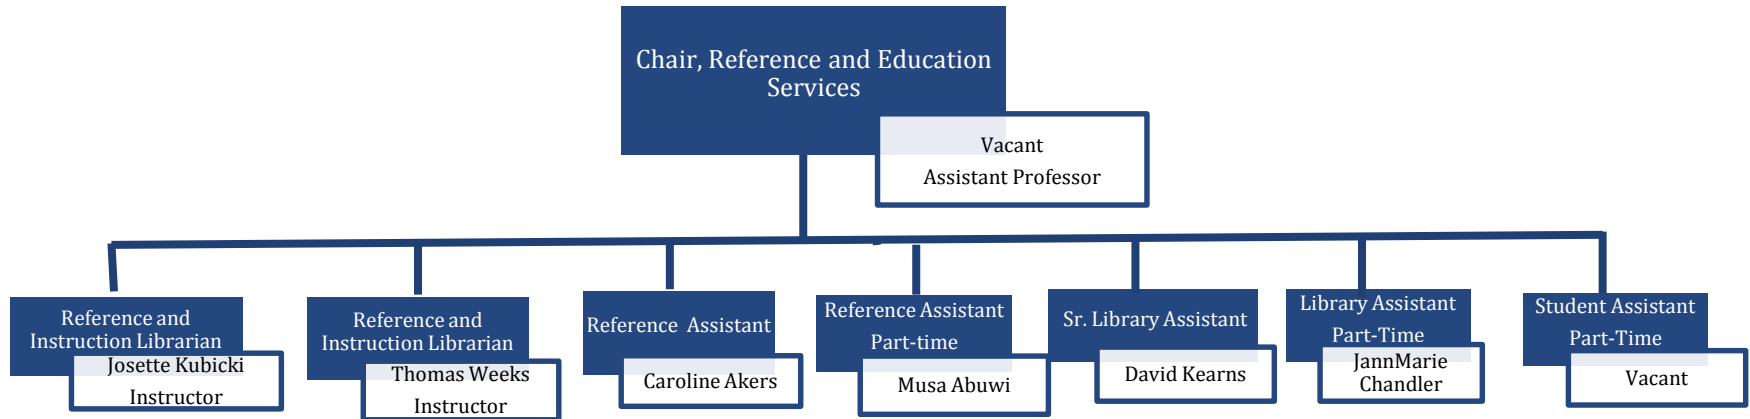 Chair, Reference and Education
Services
Vacant
Assistant Professor
Reference and
Instruction Librarian
Josette Kubicki
Instructor
Reference and
Instruction Librarian
Thomas Weeks
Instructor
Reference Assistant
Caroline Akers
Reference Assistant
Part-time
Musa Abuwi
Sr. Library Assistant
David Kearns
Library Assistant
Part-Time
JannMarie
Chandler
Student Assistant
Part-Time
Vacant